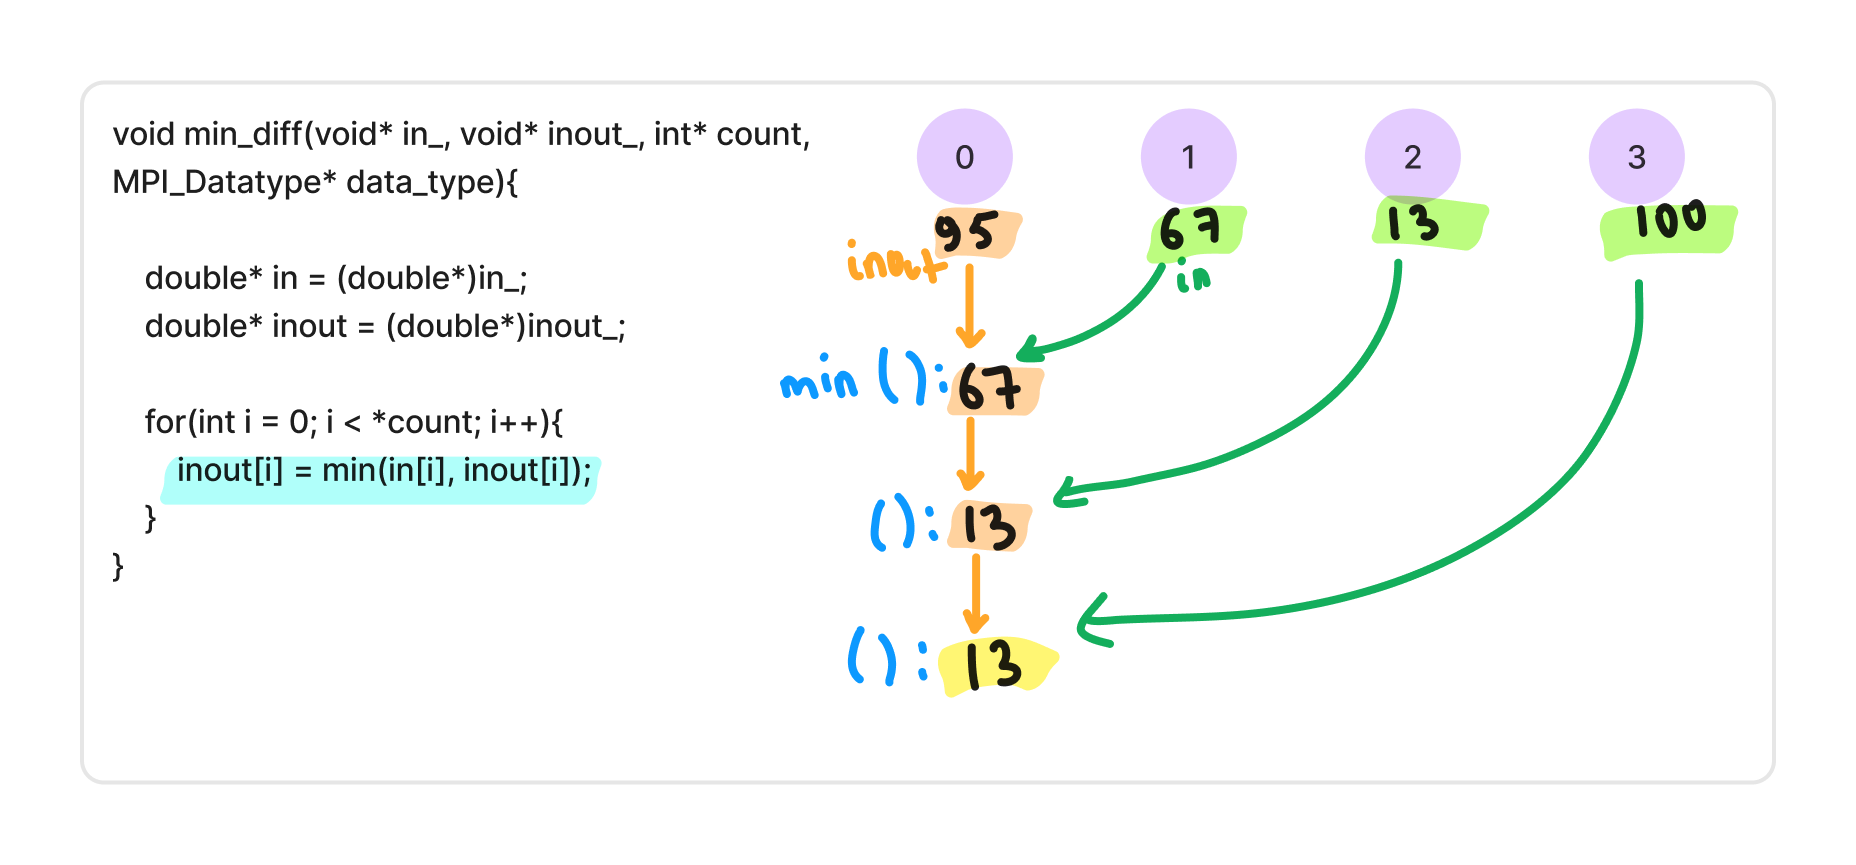 void min_diff(void* in_, void* inout_, int* count,
MPI_Datatype* data_type){
double* in = (double*)in_;
double* inout = (double*)inout_;
for(int i = 0; i < *count; i++){
inout[i] = min(in[i], inout[i]);
}
}
0 1 2 3
95 67 13 100
inout in
min (): 67
(): 13
(): 13